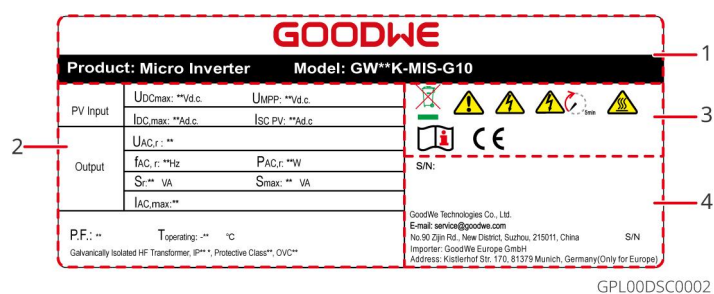 GOODWE
1
Product: Micro Inverter Model: GW**K-MIS-G10
PV Input
UDCmax: **Vd.c. UMPP: **Vd.c.
IDC,max: **Ad.c. ISC PV: **Ad.c
5min
3
2
Output
UAC,r : **
fAC, r: **Hz PAC,r: **W
Sr:** VA Smax: ** VA
IAC,max:**
i
CE
S/N:
4
P.F.: ** Toperating: -** °C
Galvanically Isolated HF Transformer, IP** *, Protective Class**, OVC**
GoodWe Technologies Co., Ltd.
E-mail: service@goodwe.com
No.90 Zijin Rd., New District, Suzhou, 215011, China S/N
Importer: GoodWe Europe GmbH
Address: Kistlerhof Str. 170, 81379 Munich, Germany(Only for Europe)
GPL00DSC0002